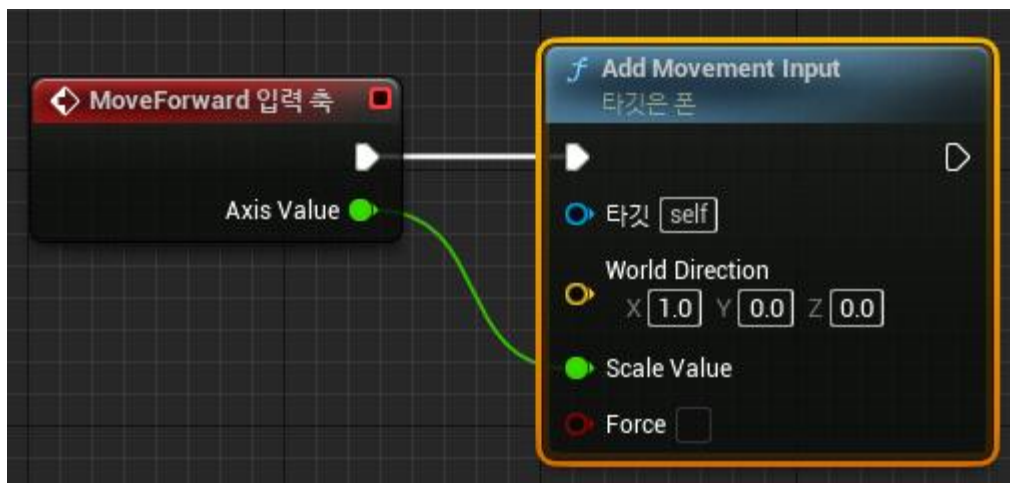 MoveForward 입력 축
Axis Value
f Add Movement Input
타깃은 폰
타깃 self
World Direction
X 1.0 Y 0.0 Z 0.0
Scale Value
Force